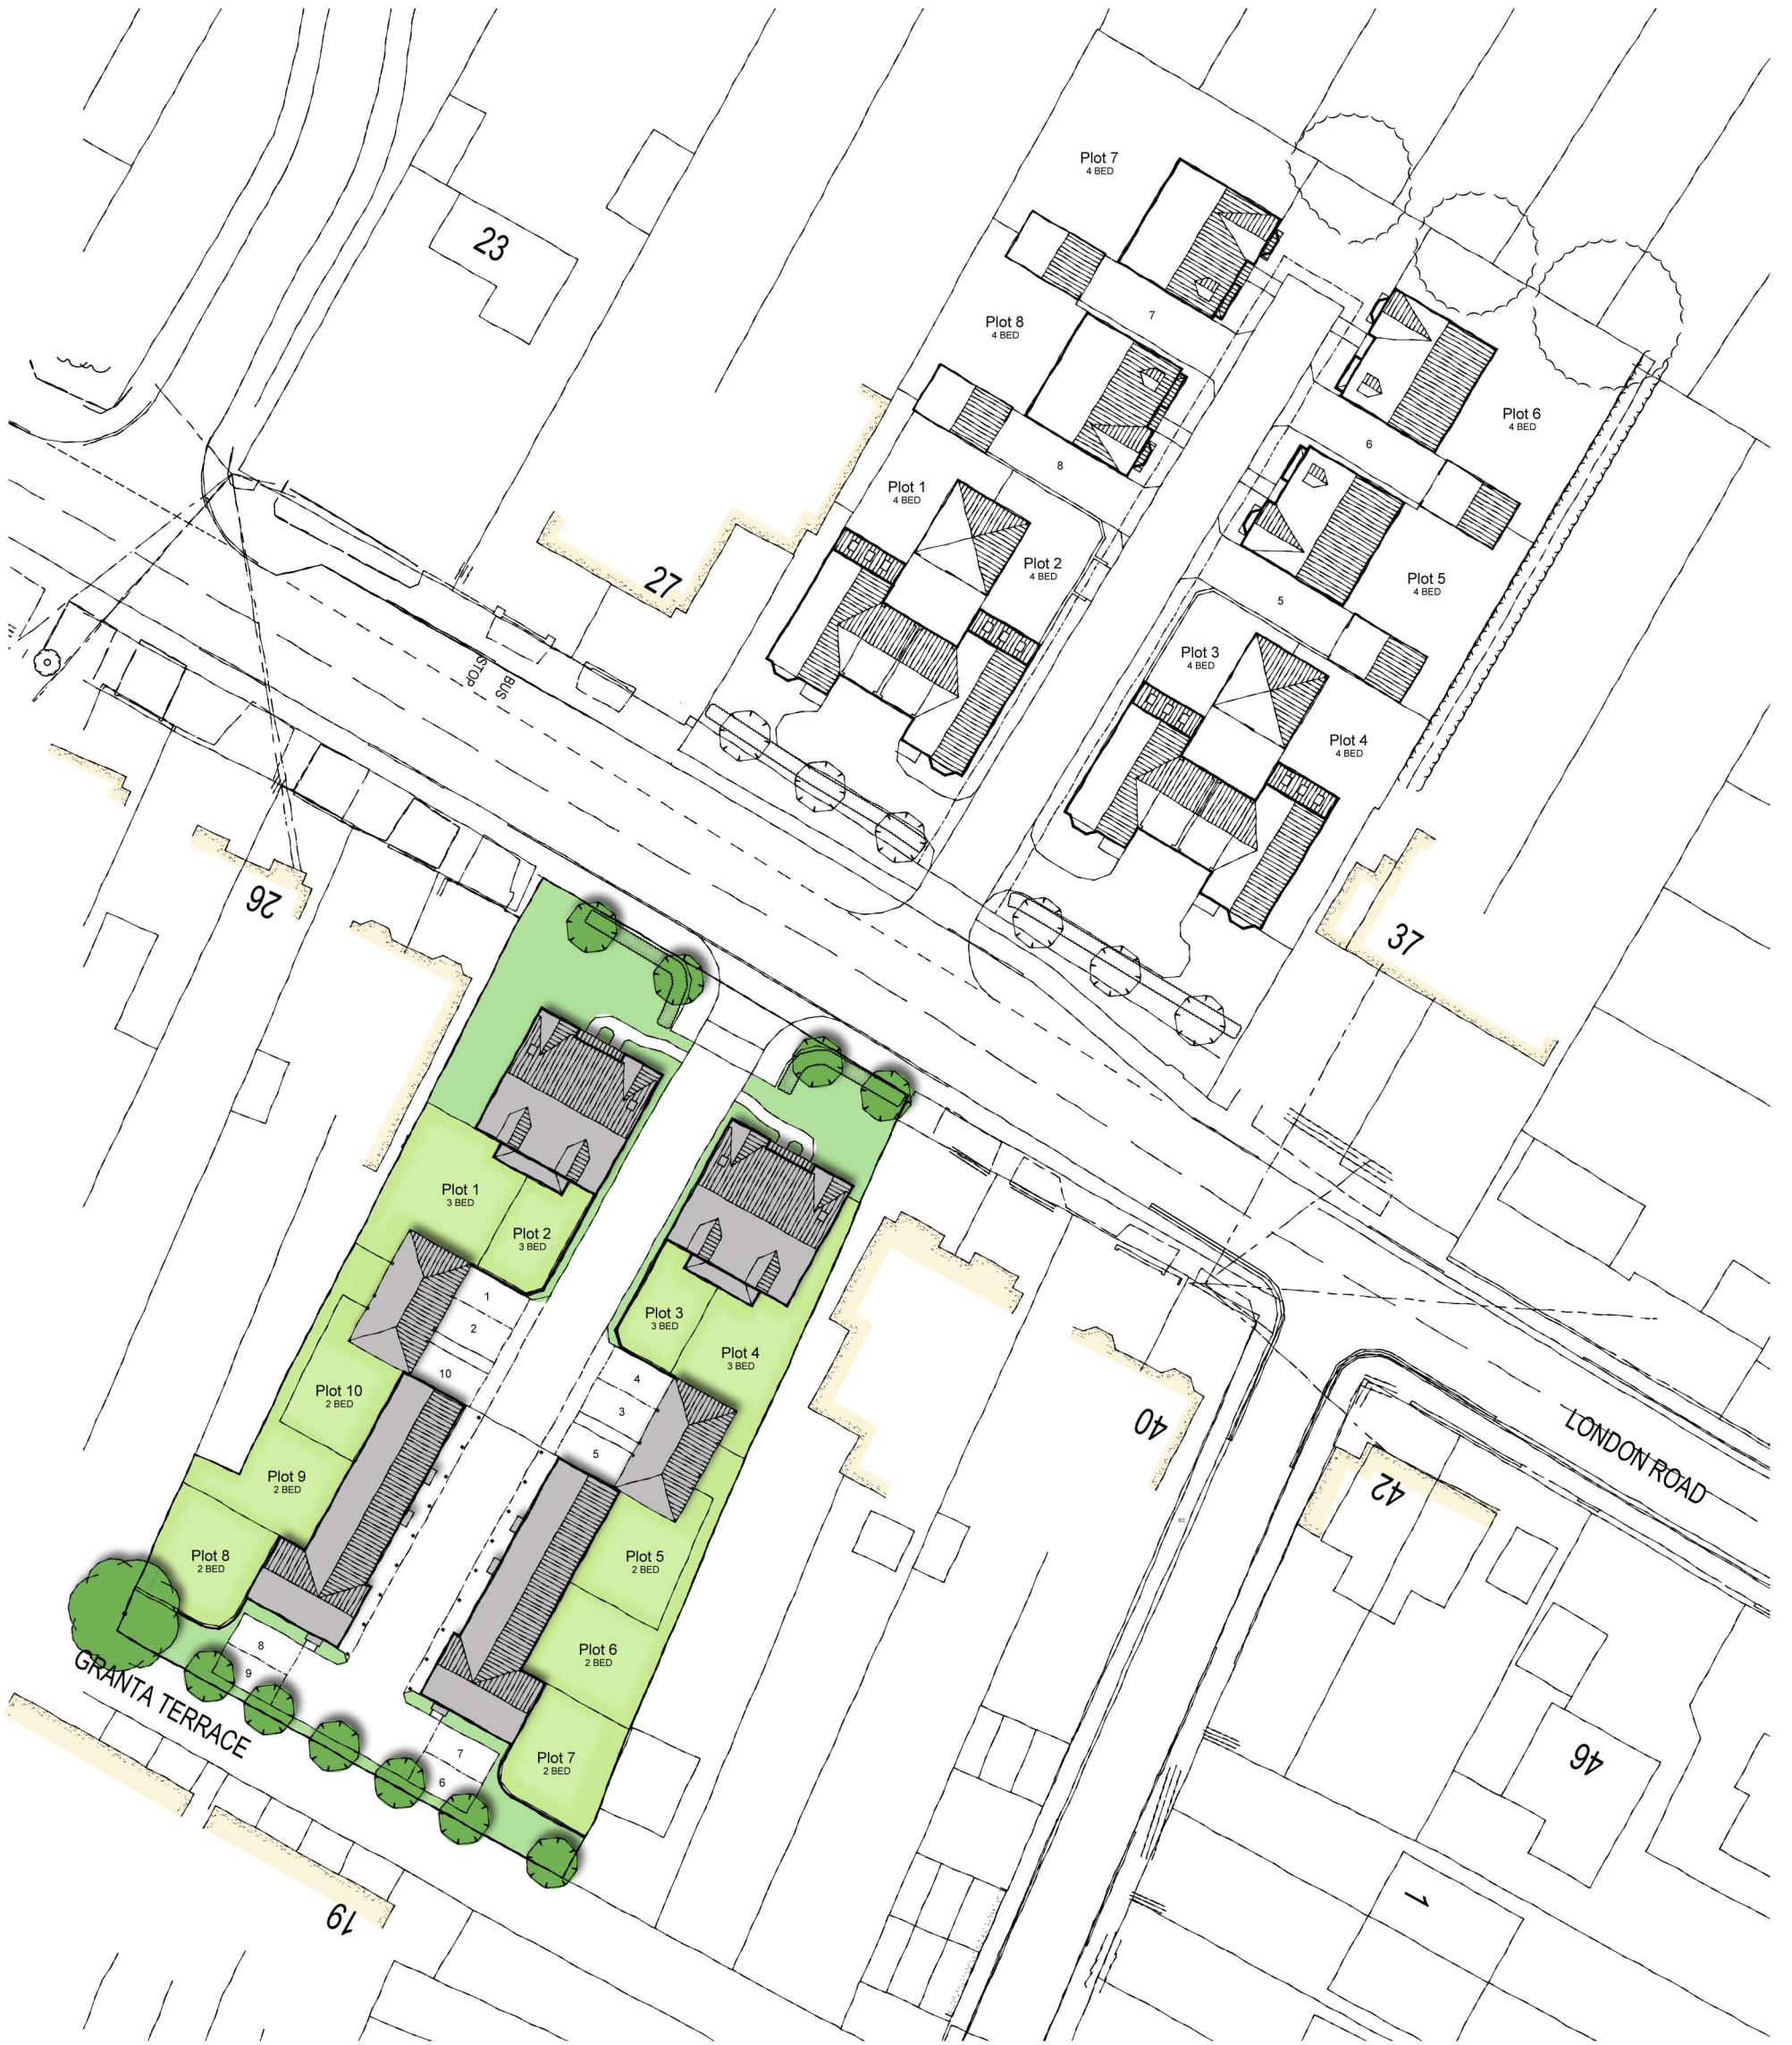 Plot 7
4 BED
23
Plot 8
4 BED
7
Plot 6
4 BED
6
8
Plot 1
4 BED
Plot 2
4 BED
27
Plot 5
4 BED
5
Plot 3
4 BED
BUS
STOP
Plot 4
4 BED
26
37
Plot 1
3 BED
Plot 2
3 BED
1
2
10
Plot 3
3 BED
Plot 4
3 BED
4
3
5
Plot 10
2 BED
40
LONDON ROAD
Plot 9
2 BED
42
Plot 8
2 BED
Plot 5
2 BED
8
9
Plot 6
2 BED
GRANTA TERRACE
7
6
Plot 7
2 BED
46
1
19